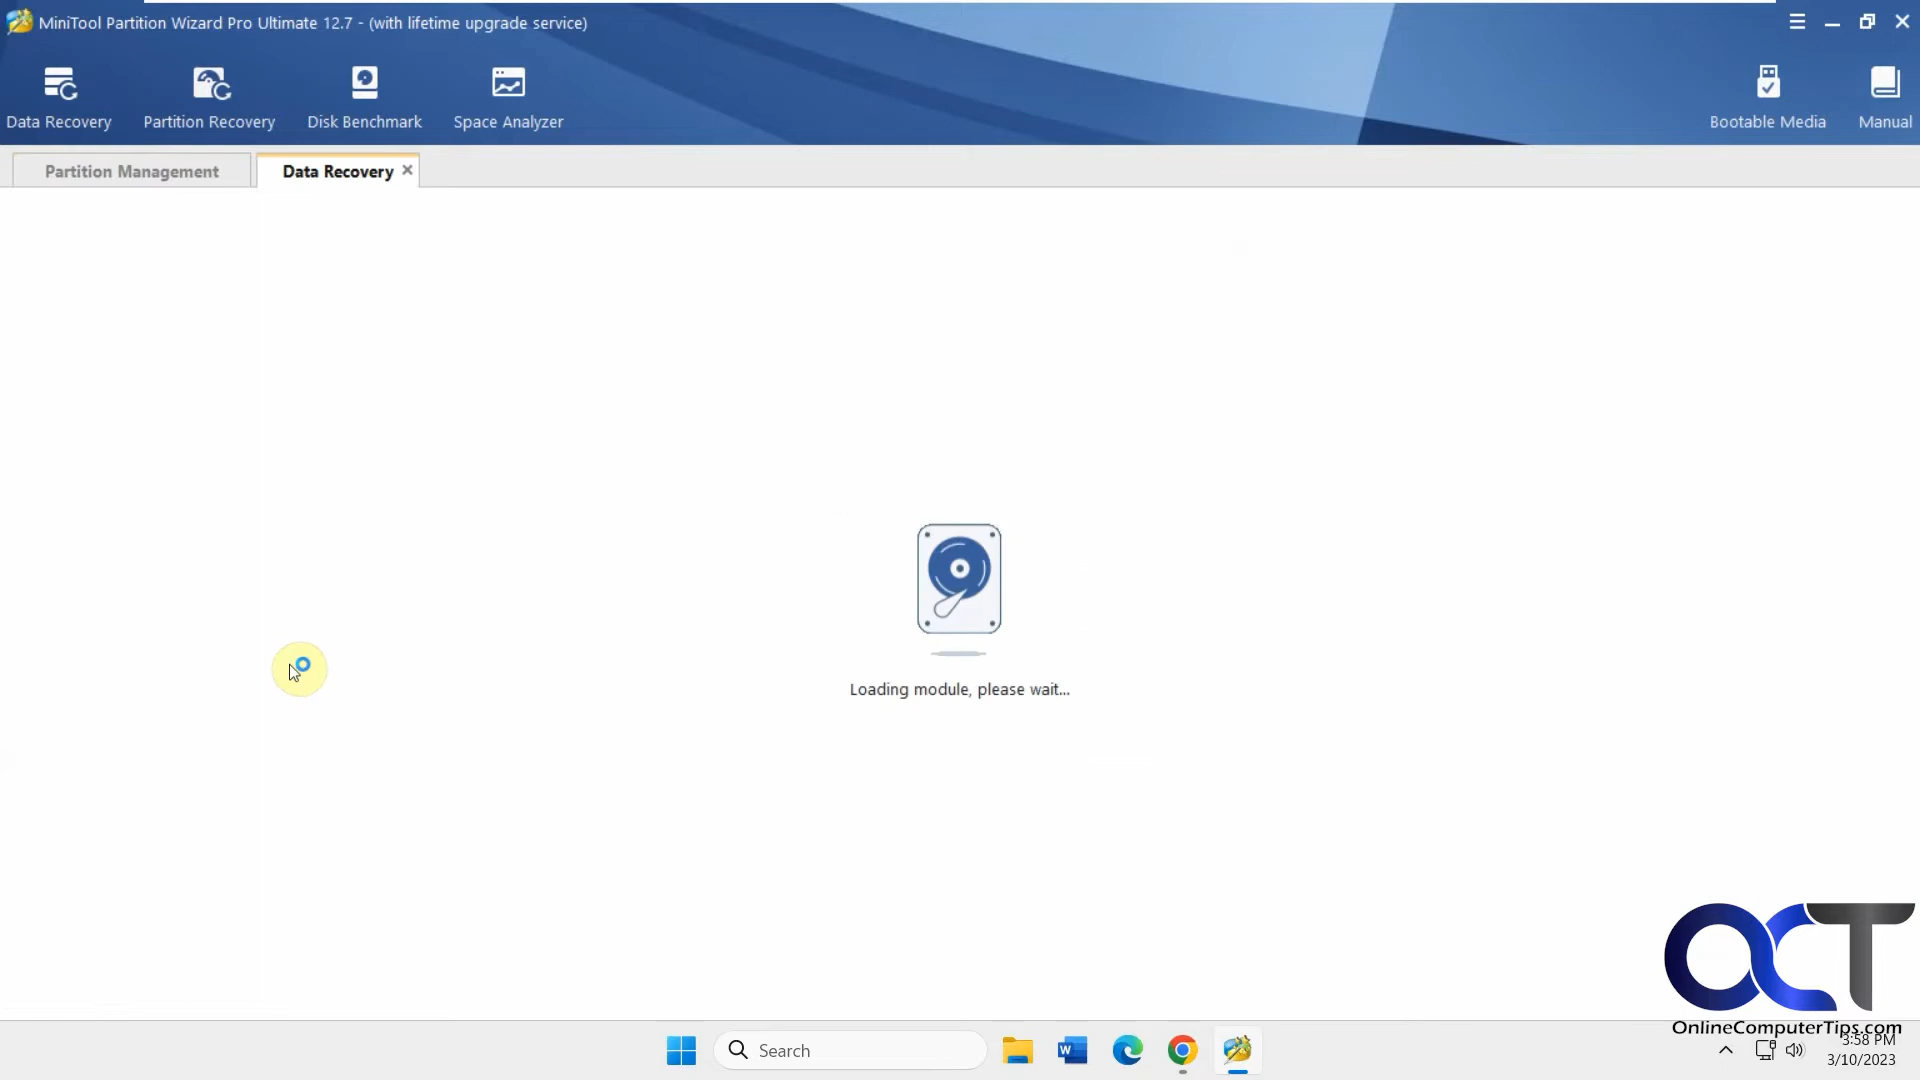 MiniTool Partition Wizard Pro Ultimate 12.7 - (with lifetime upgrade service)
Data Recovery
Partition Recovery
Disk Benchmark
Space Analyzer
Bootable Media
Manual
Partition Management
Data Recovery
Loading module, please wait...
OCT
OnlineComputerTips.com
Search
W
3:58 PM
3/10/2023